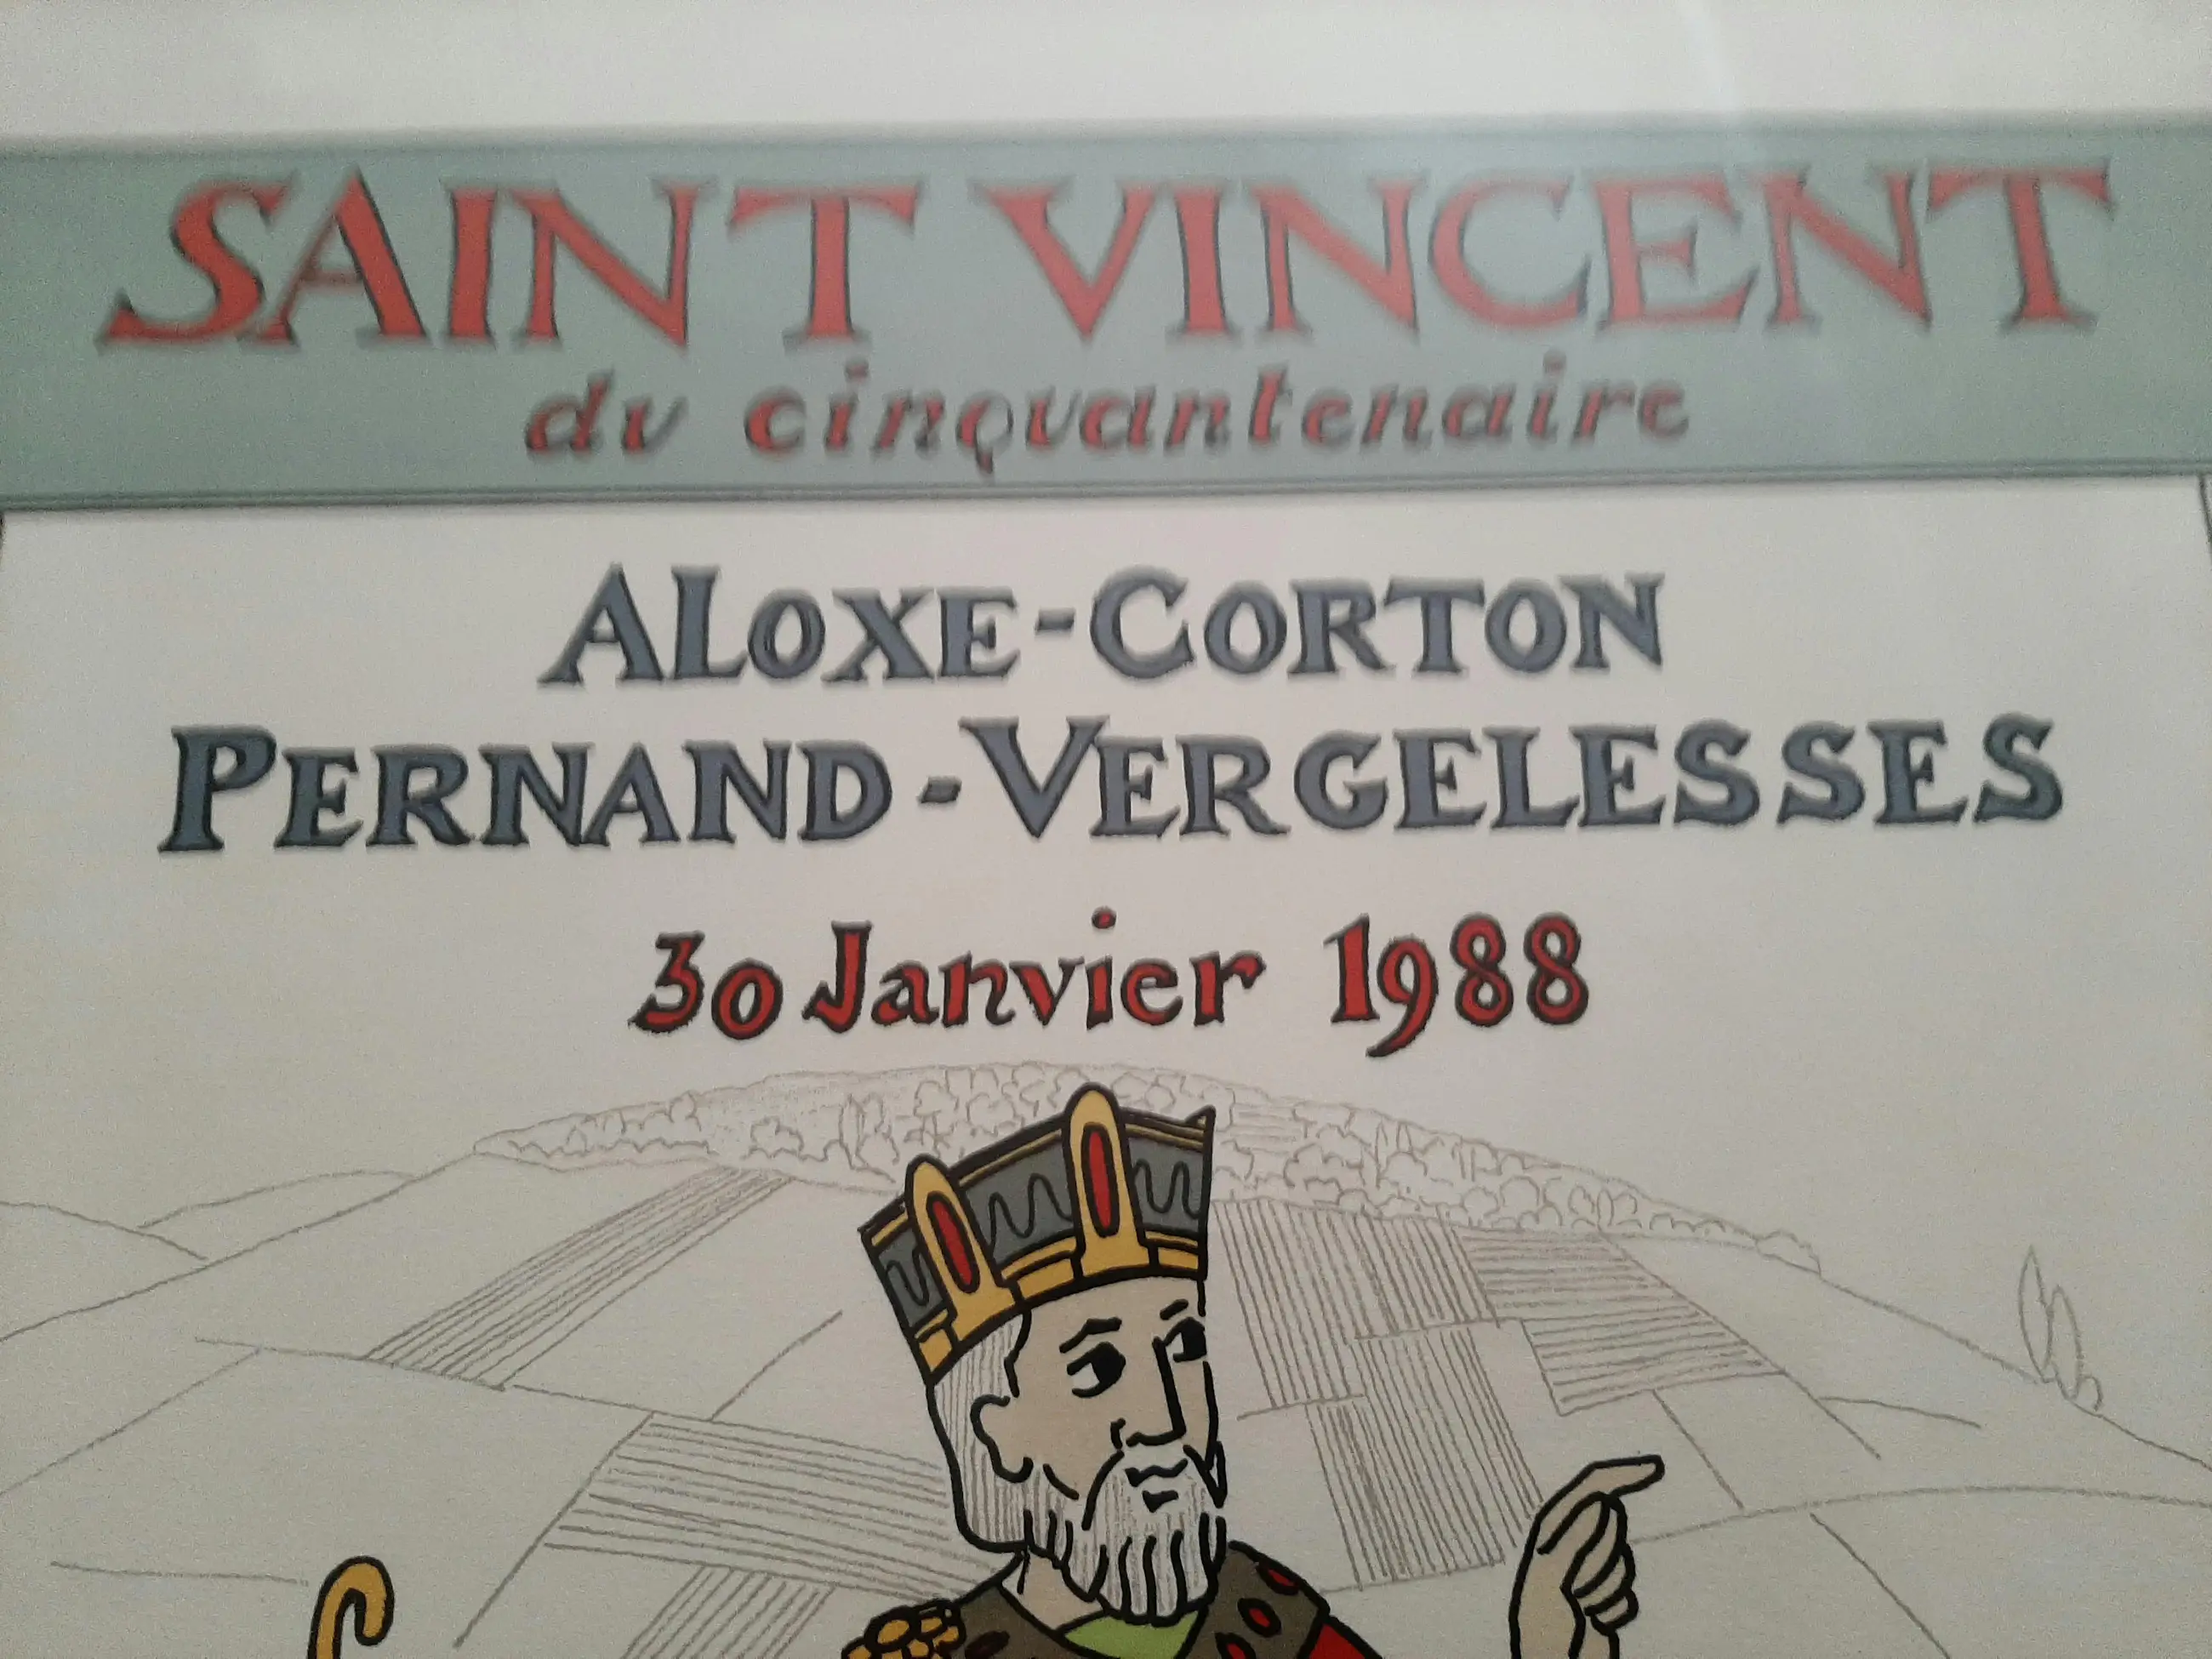 SAINT VINCENT
du cinquantenaire
ALOXE-CORTON
PERNAND-VERGELESSES
30 Janvier 1988